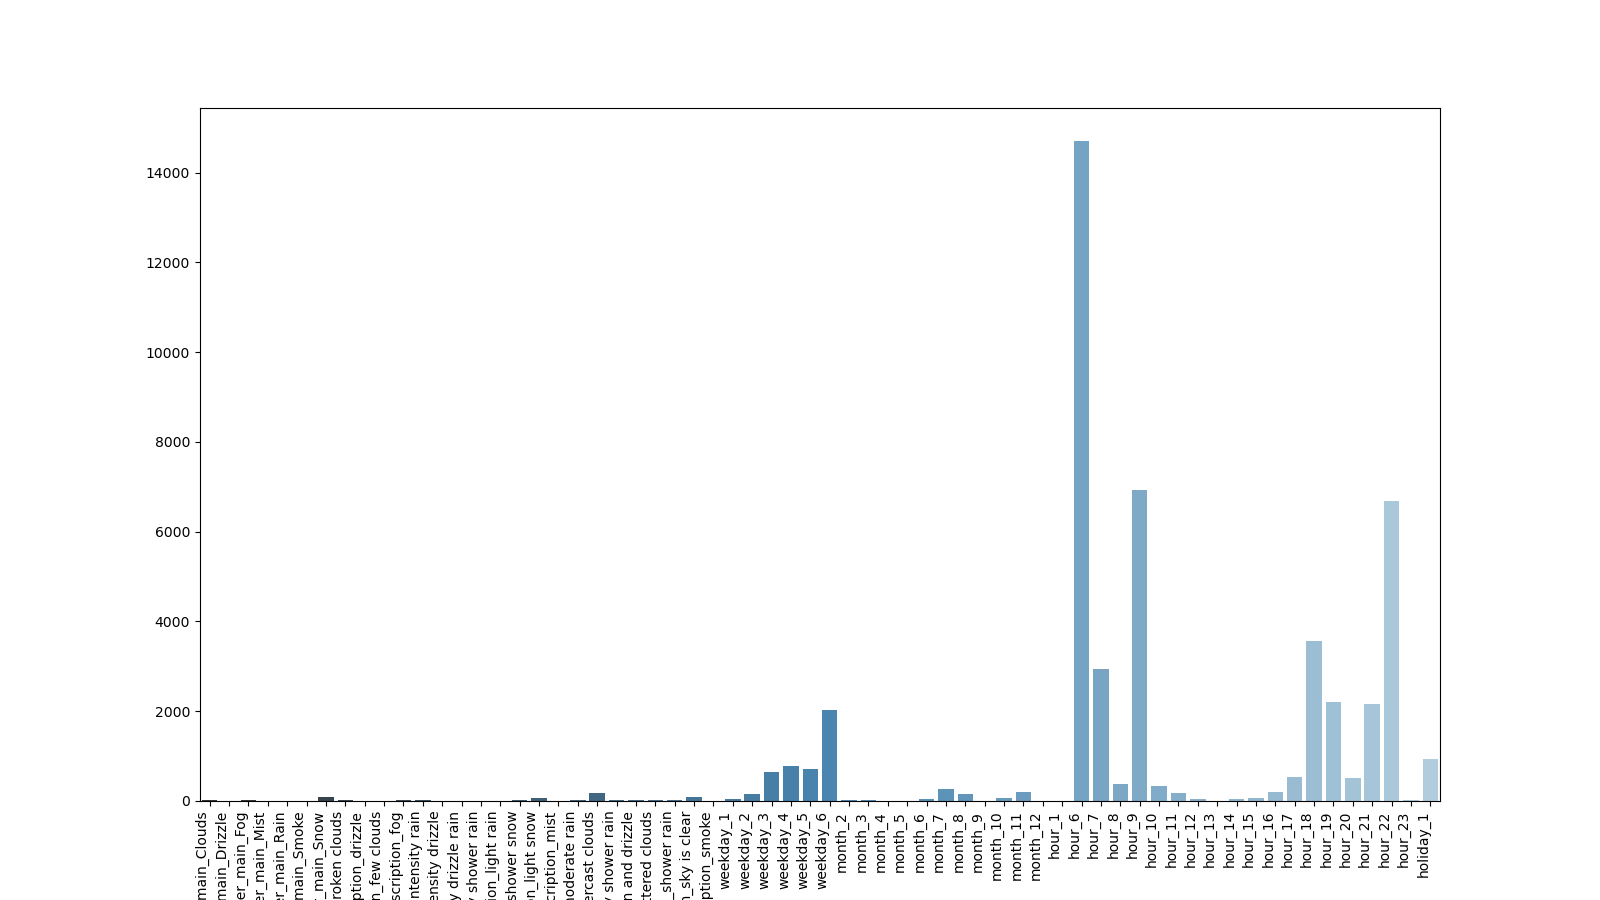 14000
12000
10000
8000
6000
4000
2000
0
main_Clouds
main_Drizzle
er_main_Fog
er_main_Mist
er_main_Rain
main_Smoke
_main_Snow
roken clouds
ption_drizzle
n_few clouds
scription_fog
ntensity rain
ensity drizzle
y drizzle rain
y shower rain
ion_light rain
shower snow
on_light snow
cription_mist
moderate rain
ercast clouds
y shower rain
n and drizzle
ttered clouds
_shower rain
n_sky is clear
ption_smoke
weekday_1
weekday_2
weekday_3
weekday_4
weekday_5
weekday_6
month_2
month_3
month_4
month_5
month_6
month_7
month_8
month_9
month_10
month_11
month_12
hour_1
hour_6
hour_7
hour_8
hour_9
hour_10
hour_11
hour_12
hour_13
hour_14
hour_15
hour_16
hour_17
hour_18
hour_19
hour_20
hour_21
hour_22
hour_23
holiday_1